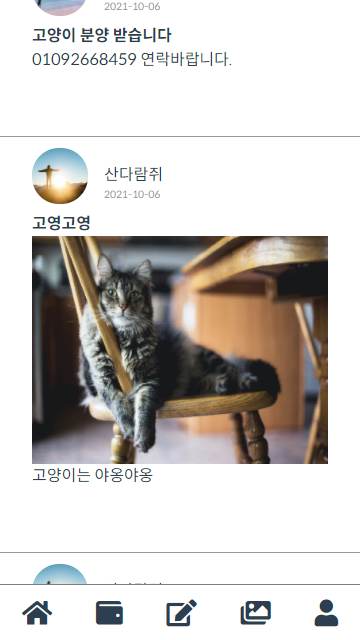 2021-10-06
고양이 분양 받습니다
01092668459 연락바랍니다.
산다람쥐
2021-10-06
고영고영
고양이는 야옹야옹